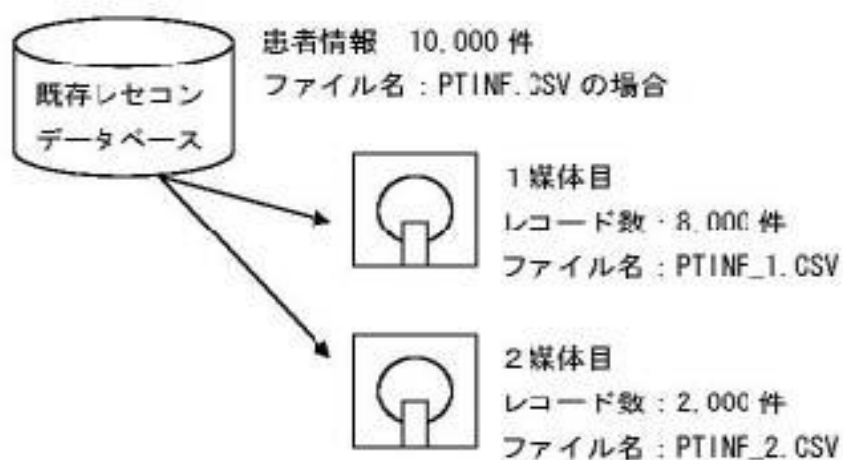 患者情報 10,000 件
ファイル名：PTINF.CSV の場合
既存レセコン
データベース
1媒体目
レコード数：8,000 件
ファイル名：PTINF_1.CSV
２媒体目
レコード数：2,000 件
ファイル名：PTINF_2.CSV